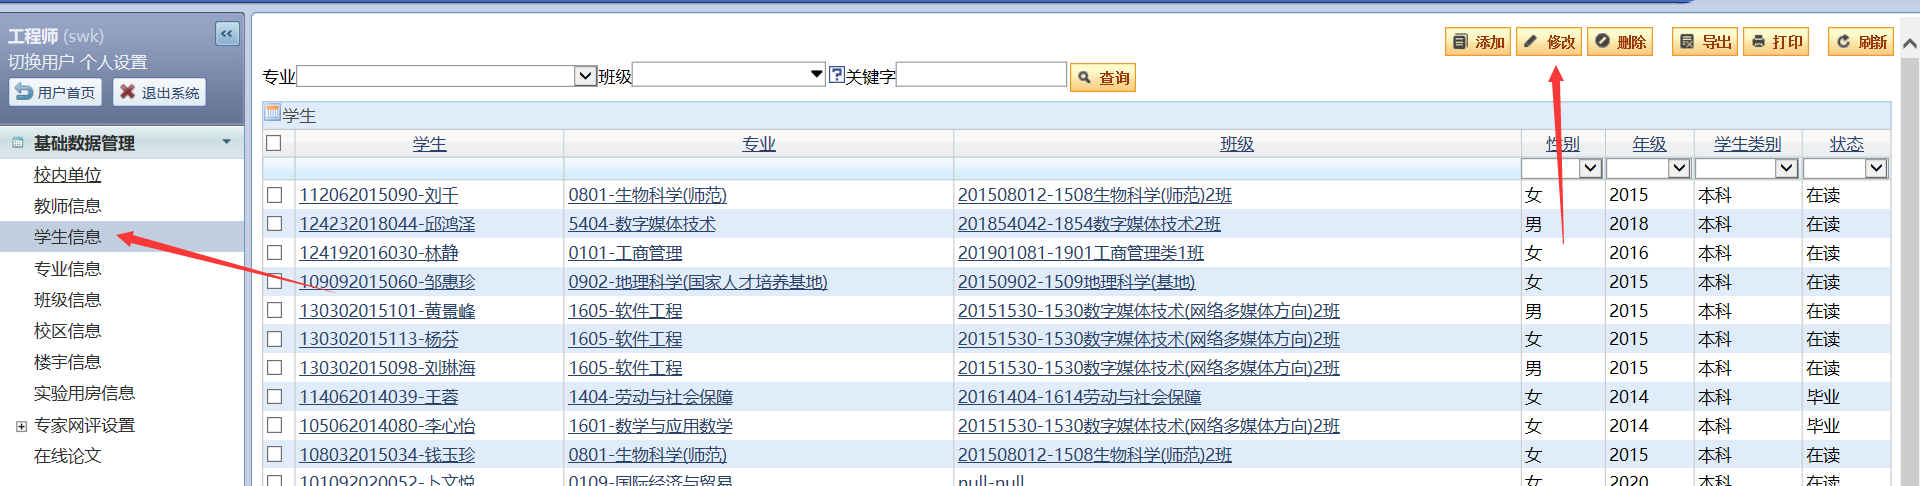 工程师 (swk)
切换用户 个人设置
用户首页 退出系统
基础数据管理
校内单位
教师信息
学生信息
专业信息
班级信息
校区信息
楼宇信息
实验用房信息
专家网评设置
在线论文
添加 修改 删除 导出 打印 刷新
专业 班级 ? 关键字 查询
学生
学生 专业 班级 性别 年级 学生类别 状态
112062015090-刘千 0801-生物科学(师范) 201508012-1508生物科学(师范)2班 女 2015 本科 在读
124232018044-邱鸿泽 5404-数字媒体技术 201854042-1854数字媒体技术2班 男 2018 本科 在读
124192016030-林静 0101-工商管理 201901081-1901工商管理类1班 女 2016 本科 在读
109092015060-邹惠珍 0902-地理科学(国家人才培养基地) 20150902-1509地理科学(基地) 女 2015 本科 在读
130302015101-黄景峰 1605-软件工程 20151530-1530数字媒体技术(网络多媒体方向)2班 男 2015 本科 在读
130302015113-杨芬 1605-软件工程 20151530-1530数字媒体技术(网络多媒体方向)2班 女 2015 本科 在读
130302015098-刘琳海 1605-软件工程 20151530-1530数字媒体技术(网络多媒体方向)2班 男 2015 本科 在读
114062014039-王蓉 1404-劳动与社会保障 20161404-1614劳动与社会保障 女 2014 本科 毕业
105062014080-李心怡 1601-数学与应用数学 20151530-1530数字媒体技术(网络多媒体方向)2班 女 2014 本科 毕业
108032015034-钱玉珍 0801-生物科学(师范) 201508012-1508生物科学(师范)2班 女 2015 本科 在读
101092020052-卜文悦 0109-国际经济与贸易 null-null 女 2020 本科 在读